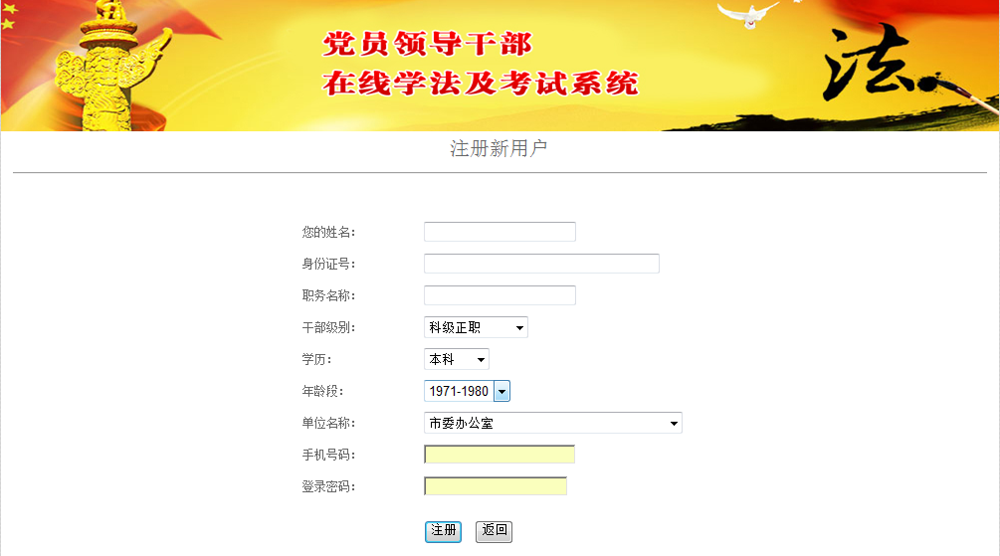 党员领导干部
在线学法及考试系统
法
注册新用户
您的姓名：
身份证号：
职务名称：
干部级别： 科级正职
学历： 本科
年龄段： 1971-1980
单位名称： 市委办公室
手机号码：
登录密码：
注册 返回